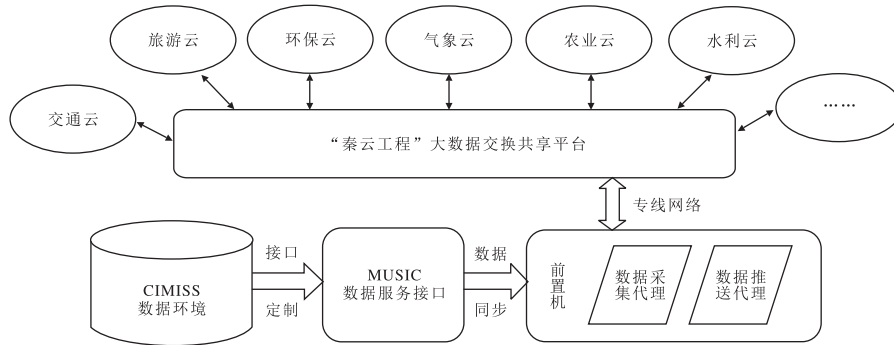 旅游云
环保云
气象云
农业云
水利云
交通云
……
“秦云工程”大数据交换共享平台
专线网络
CIMISS
数据环境
接口
定制
MUSIC
数据服务接口
数据
同步
前置机
数据采
集代理
数据推
送代理